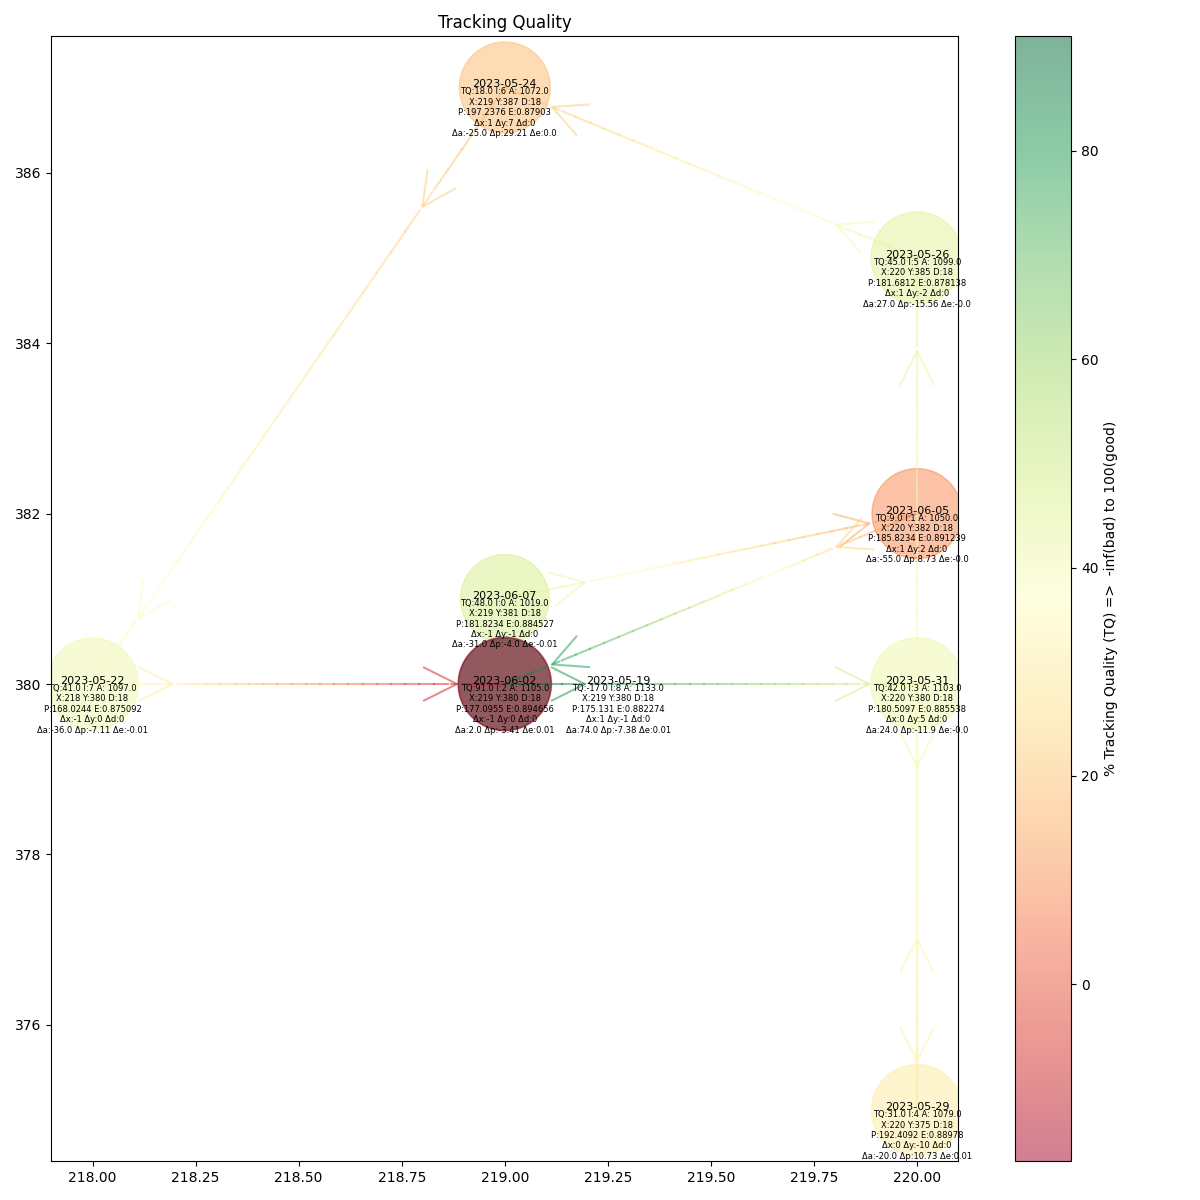 Tracking Quality
2023-05-24
TQ:18.0 I:6 A: 1072.0
X:219 Y:387 D:18
P:197.2376 E:0.87903
Δx:1 Δy:7 Δd:0
Δa:-25.0 Δp:29.21 Δe:0.0
2023-05-26
TQ:45.0 I:5 A: 1099.0
X:220 Y:385 D:18
P:181.6812 E:0.878138
Δx:1 Δy:-2 Δd:0
Δa:27.0 Δp:-15.56 Δe:-0.0
2023-06-05
TQ:9.0 I:1 A: 1050.0
X:220 Y:382 D:18
P:185.8234 E:0.891239
Δx:1 Δy:2 Δd:0
Δa:-55.0 Δp:8.73 Δe:-0.0
2023-06-07
TQ:48.0 I:0 A: 1019.0
X:219 Y:381 D:18
P:181.8234 E:0.884527
Δx:-1 Δy:-1 Δd:0
Δa:-31.0 Δp:-4.0 Δe:-0.01
2023-05-22
TQ:41.0 I:7 A: 1097.0
X:218 Y:380 D:18
P:168.0244 E:0.875092
Δx:-1 Δy:0 Δd:0
Δa:-36.0 Δp:-7.11 Δe:-0.01
2023-06-02
TQ:91.0 I:2 A: 1105.0
X:219 Y:380 D:18
P:177.0955 E:0.894656
Δx:-1 Δy:0 Δd:0
Δa:2.0 Δp:-3.41 Δe:0.01
2023-05-19
TQ:-17.0 I:8 A: 1133.0
X:219 Y:380 D:18
P:175.131 E:0.882274
Δx:1 Δy:-1 Δd:0
Δa:74.0 Δp:-7.38 Δe:0.01
2023-05-31
TQ:42.0 I:3 A: 1103.0
X:220 Y:380 D:18
P:180.5097 E:0.885538
Δx:0 Δy:5 Δd:0
Δa:24.0 Δp:-11.9 Δe:-0.0
2023-05-29
TQ:31.0 I:4 A: 1079.0
X:220 Y:375 D:18
P:192.4092 E:0.88978
Δx:0 Δy:-10 Δd:0
Δa:-20.0 Δp:10.73 Δe:0.01
386
384
382
380
378
376
218.00 218.25 218.50 218.75 219.00 219.25 219.50 219.75 220.00
80
60
40
20
0
% Tracking Quality (TQ) => -inf(bad) to 100(good)